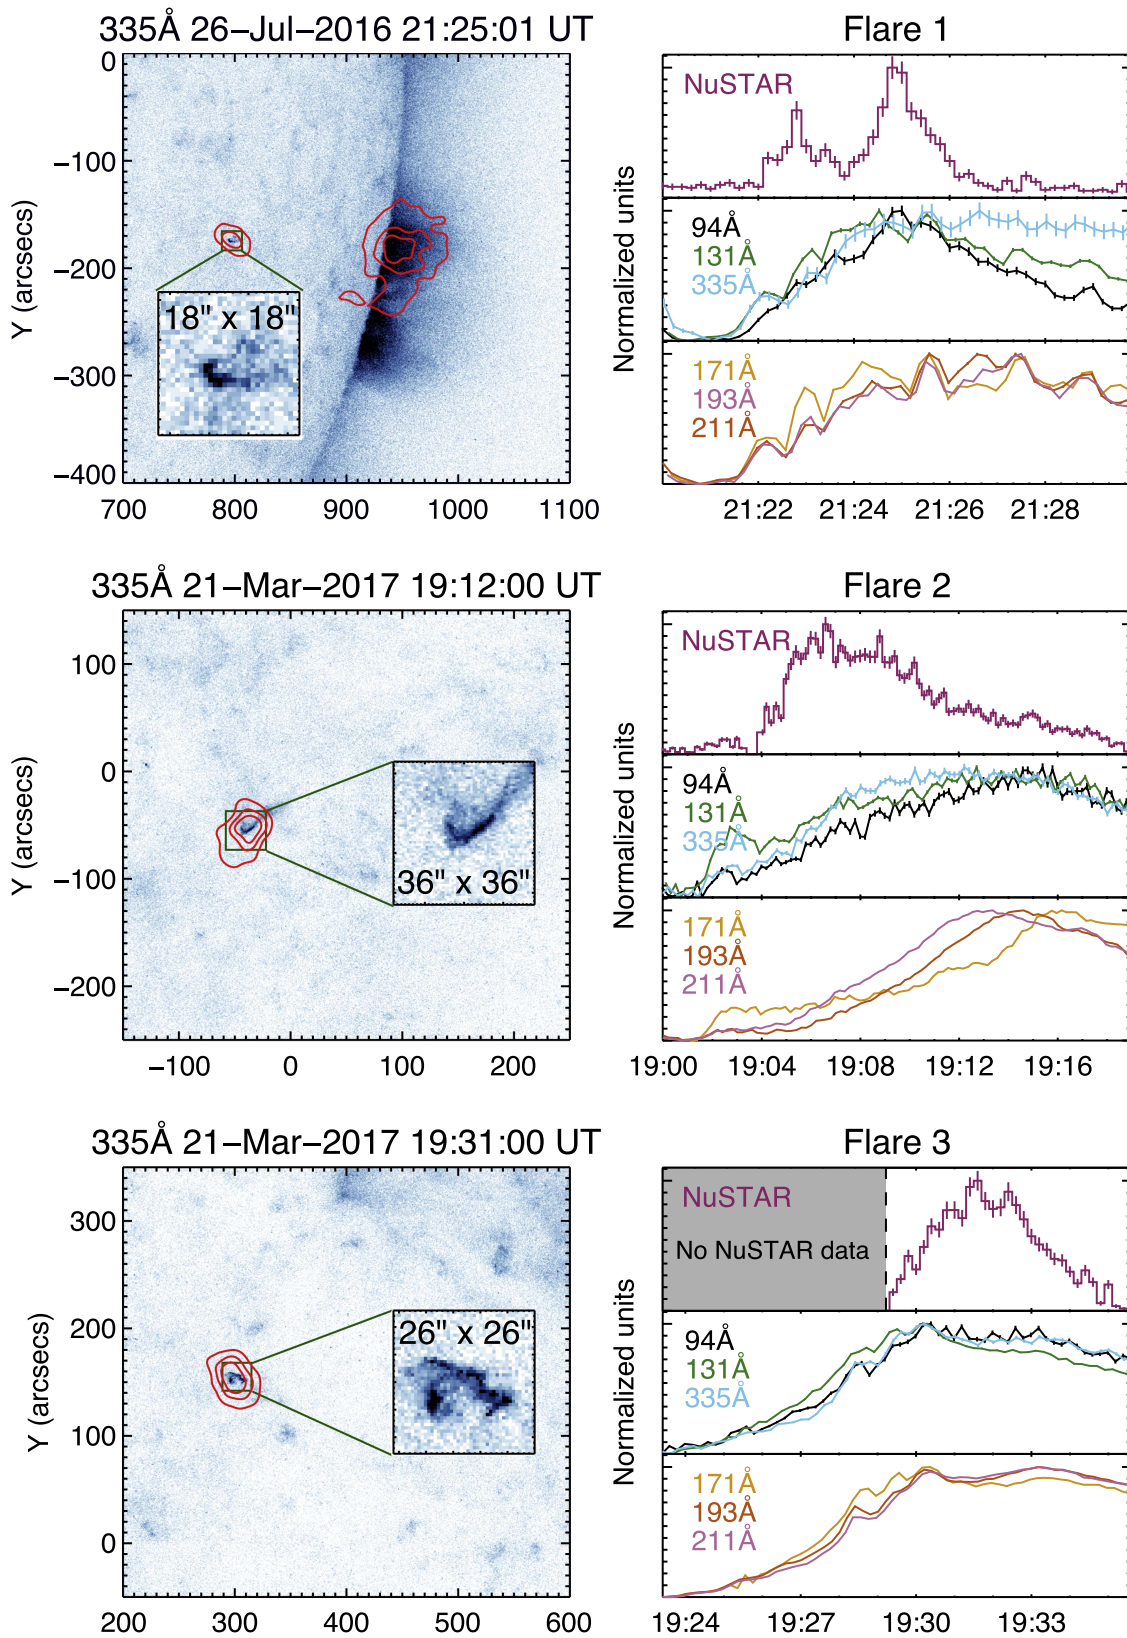 335Å 26–Jul–2016 21:25:01 UT
Flare 1
0
–100
–200
–300
–400
Y (arcsecs)
18" x 18"
700 800 900 1000 1100
NuSTAR
Normalized units
94Å
131Å
335Å
171Å
193Å
211Å
21:22 21:24 21:26 21:28
335Å 21–Mar–2017 19:12:00 UT
Flare 2
100
0
–100
–200
Y (arcsecs)
36" x 36"
–100 0 100 200
NuSTAR
Normalized units
94Å
131Å
335Å
171Å
193Å
211Å
19:00 19:04 19:08 19:12 19:16
335Å 21–Mar–2017 19:31:00 UT
Flare 3
300
200
100
0
Y (arcsecs)
26" x 26"
200 300 400 500 600
NuSTAR
No NuSTAR data
Normalized units
94Å
131Å
335Å
171Å
193Å
211Å
19:24 19:27 19:30 19:33